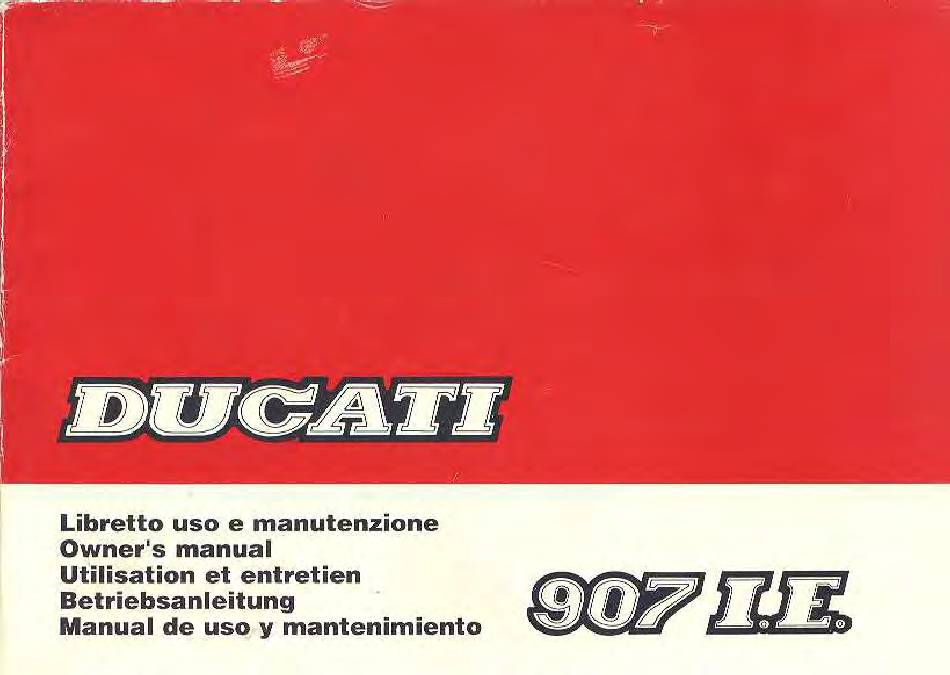 DUCATI
Libretto uso e manutenzione
Owner's manual
Utilisation et entretien
Betriebsanleitung
Manual de uso y mantenimiento
907 I.E.